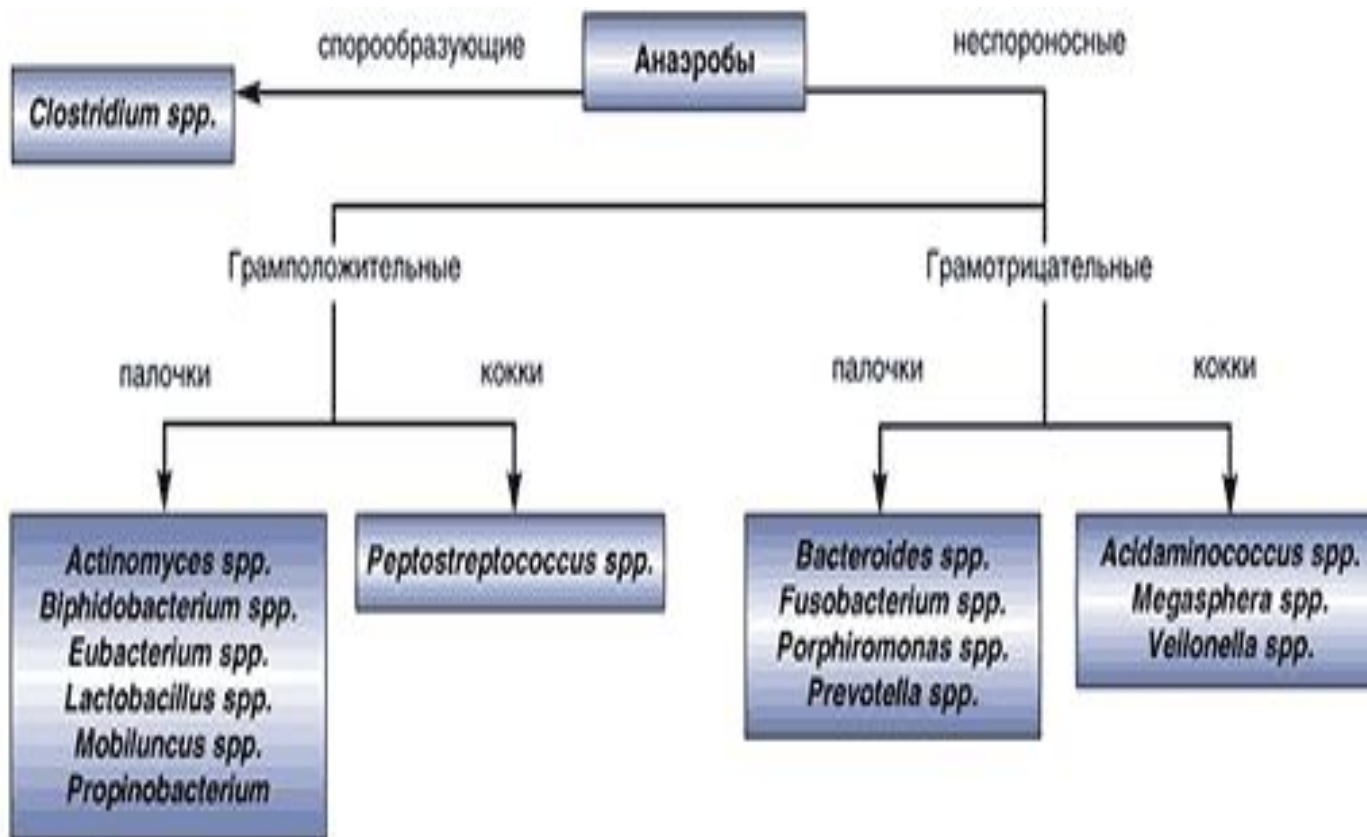 спорообразующие
Анаэробы
неспороносные
Clostridium spp.
Грамположительные
Грамотрицательные
палочки
кокки
палочки
кокки
Actinomyces spp.
Biphidobacterium spp.
Eubacterium spp.
Lactobacillus spp.
Mobiluncus spp.
Propinobacterium
Peptostreptococcus spp.
Bacteroides spp.
Fusobacterium spp.
Porphiromonas spp.
Prevotella spp.
Acidaminococcus spp.
Megasphera spp.
Veilonella spp.